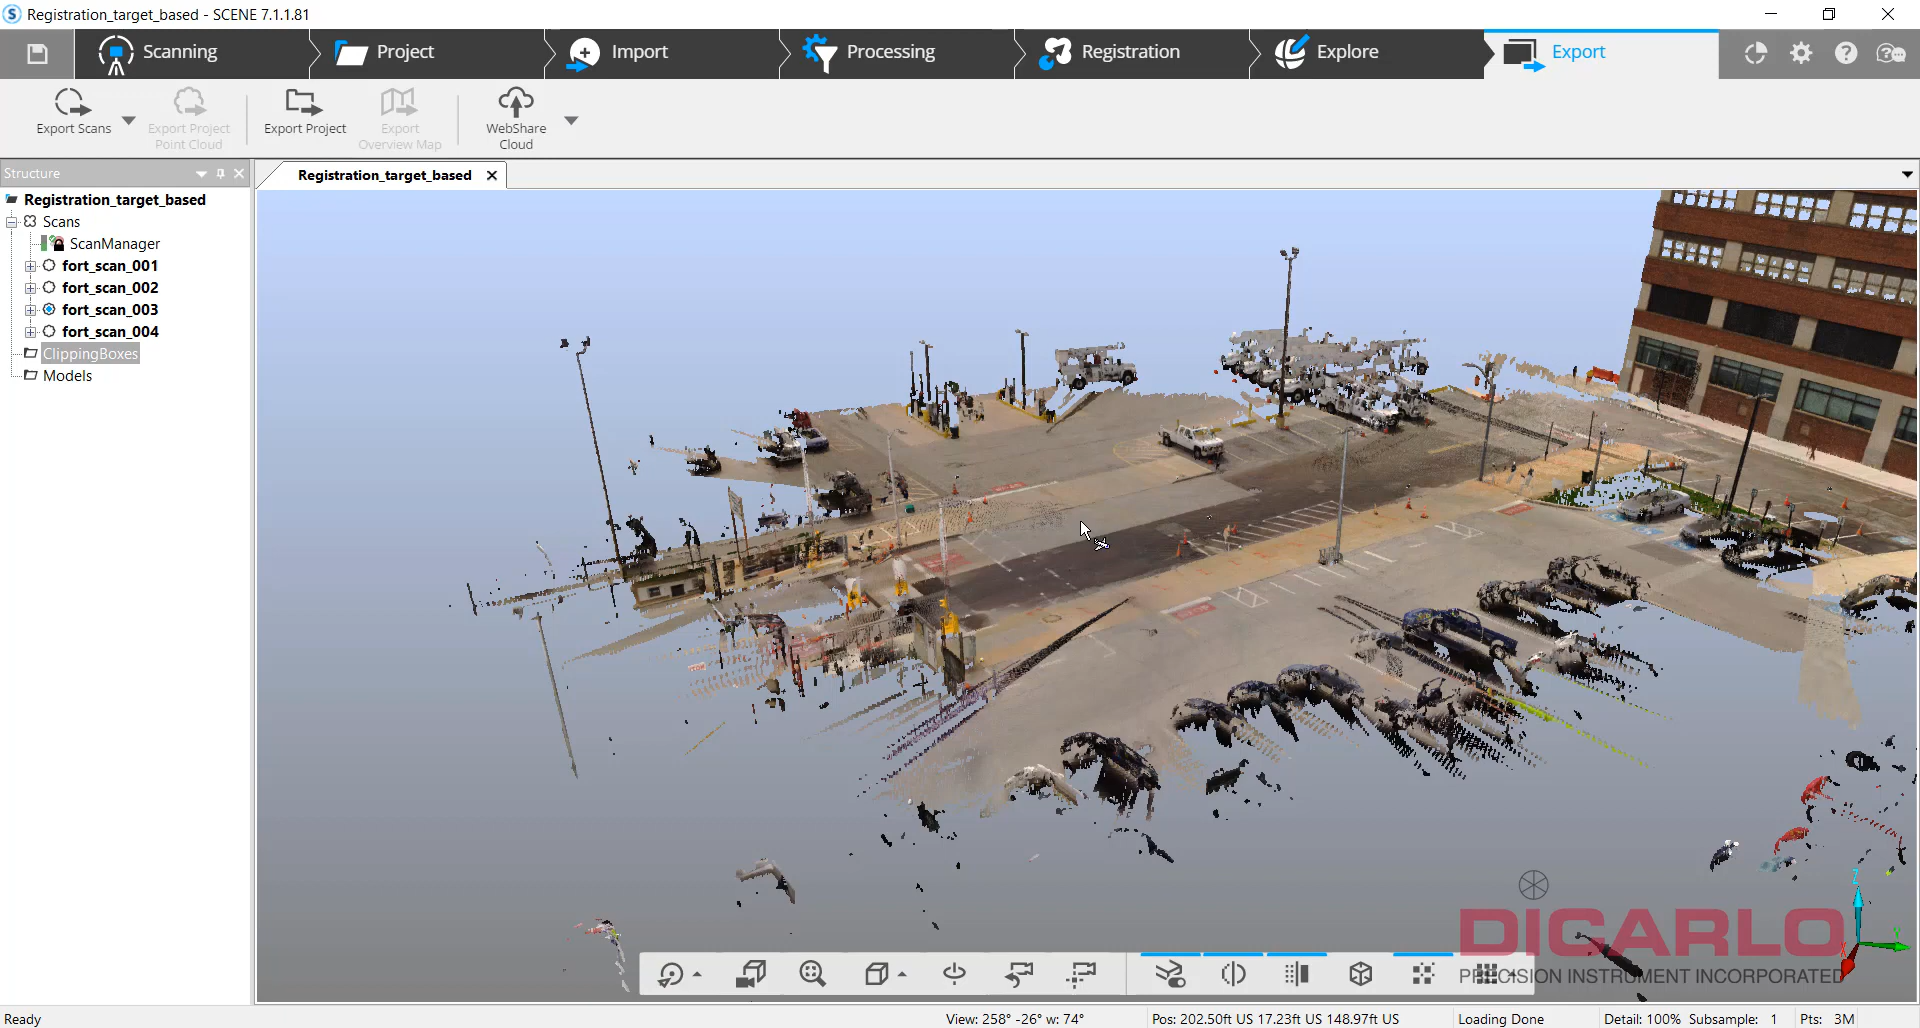 Registration_target_based - SCENE 7.1.1.81
Scanning
Project
Import
Processing
Registration
Explore
Export
Export Scans
Export Project
Point Cloud
Export Project
Export
Overview Map
WebShare
Cloud
Structure
Registration_target_based
Registration_target_based
Scans
ScanManager
fort_scan_001
fort_scan_002
fort_scan_003
fort_scan_004
ClippingBoxes
Models
Z
Y
X
DICARLO
PRECISION INSTRUMENT INCORPORATED
Ready
View: 258° -26° w: 74°
Pos: 202.50ft US 17.23ft US 148.97ft US
Loading Done
Detail: 100% Subsample: 1
Pts: 3M